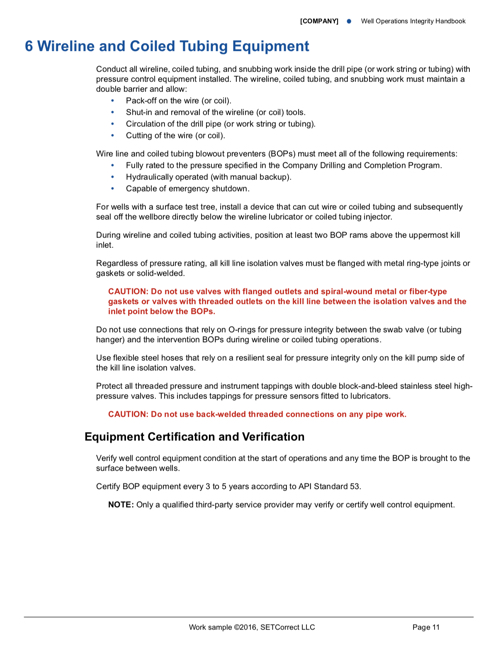 [COMPANY] • Well Operations Integrity Handbook
6 Wireline and Coiled Tubing Equipment
Conduct all wireline, coiled tubing, and snubbing work inside the drill pipe (or work string or tubing) with
pressure control equipment installed. The wireline, coiled tubing, and snubbing work must maintain a
double barrier and allow:
• Pack-off on the wire (or coil).
• Shut-in and removal of the wireline (or coil) tools.
• Circulation of the drill pipe (or work string or tubing).
• Cutting of the wire (or coil).
Wire line and coiled tubing blowout preventers (BOPs) must meet all of the following requirements:
• Fully rated to the pressure specified in the Company Drilling and Completion Program.
• Hydraulically operated (with manual backup).
• Capable of emergency shutdown.
For wells with a surface test tree, install a device that can cut wire or coiled tubing and subsequently
seal off the wellbore directly below the wireline lubricator or coiled tubing injector.
During wireline and coiled tubing activities, position at least two BOP rams above the uppermost kill
inlet.
Regardless of pressure rating, all kill line isolation valves must be flanged with metal ring-type joints or
gaskets or solid-welded.
CAUTION: Do not use valves with flanged outlets and spiral-wound metal or fiber-type
gaskets or valves with threaded outlets on the kill line between the isolation valves and the
inlet point below the BOPs.
Do not use connections that rely on O-rings for pressure integrity between the swab valve (or tubing
hanger) and the intervention BOPs during wireline or coiled tubing operations.
Use flexible steel hoses that rely on a resilient seal for pressure integrity only on the kill pump side of
the kill line isolation valves.
Protect all threaded pressure and instrument tappings with double block-and-bleed stainless steel high-
pressure valves. This includes tappings for pressure sensors fitted to lubricators.
CAUTION: Do not use back-welded threaded connections on any pipe work.
Equipment Certification and Verification
Verify well control equipment condition at the start of operations and any time the BOP is brought to the
surface between wells.
Certify BOP equipment every 3 to 5 years according to API Standard 53.
NOTE: Only a qualified third-party service provider may verify or certify well control equipment.
Work sample ©2016, SETCorrect LLC Page 11